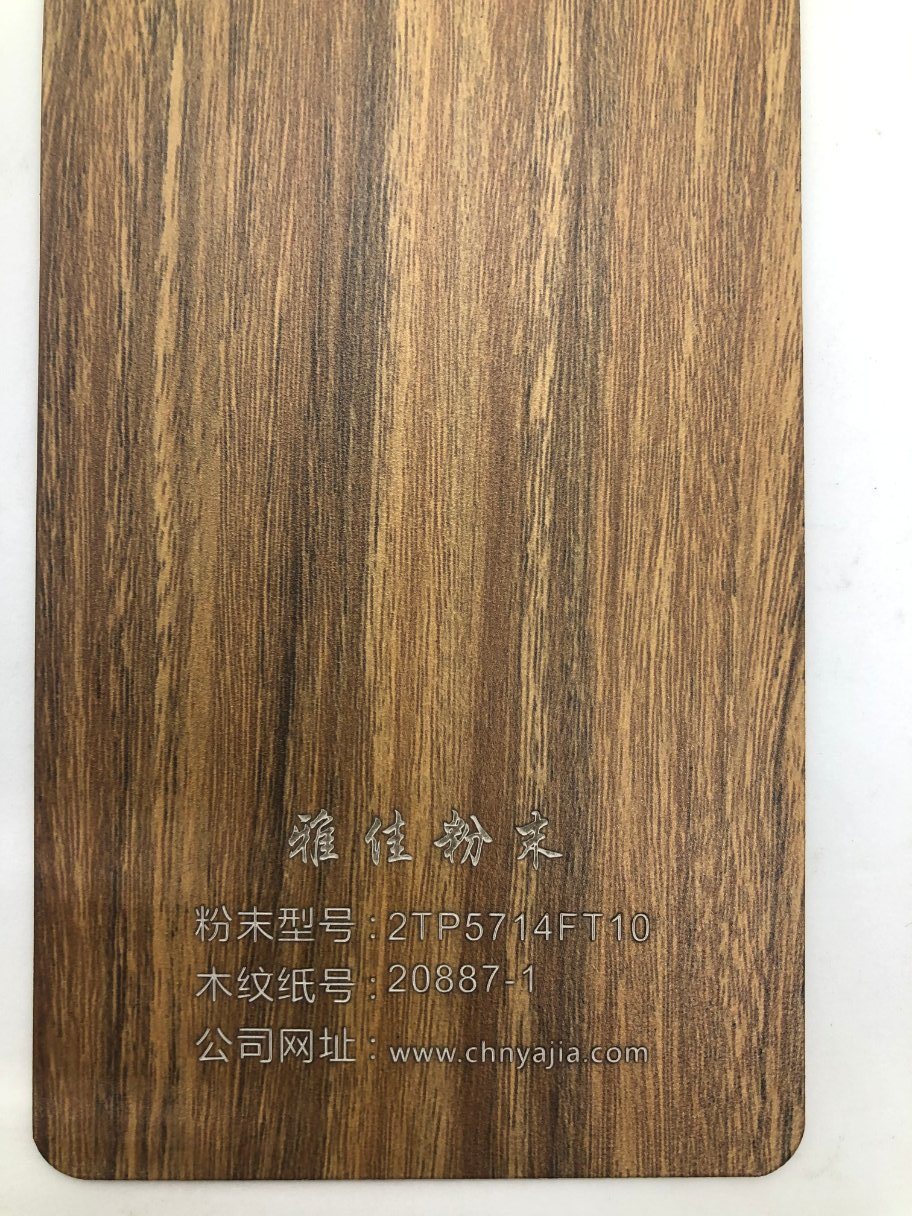 雅佳粉末
粉末型号：2TP5714FT10
木纹纸号：20887-1
公司网址：www.chnyajia.com